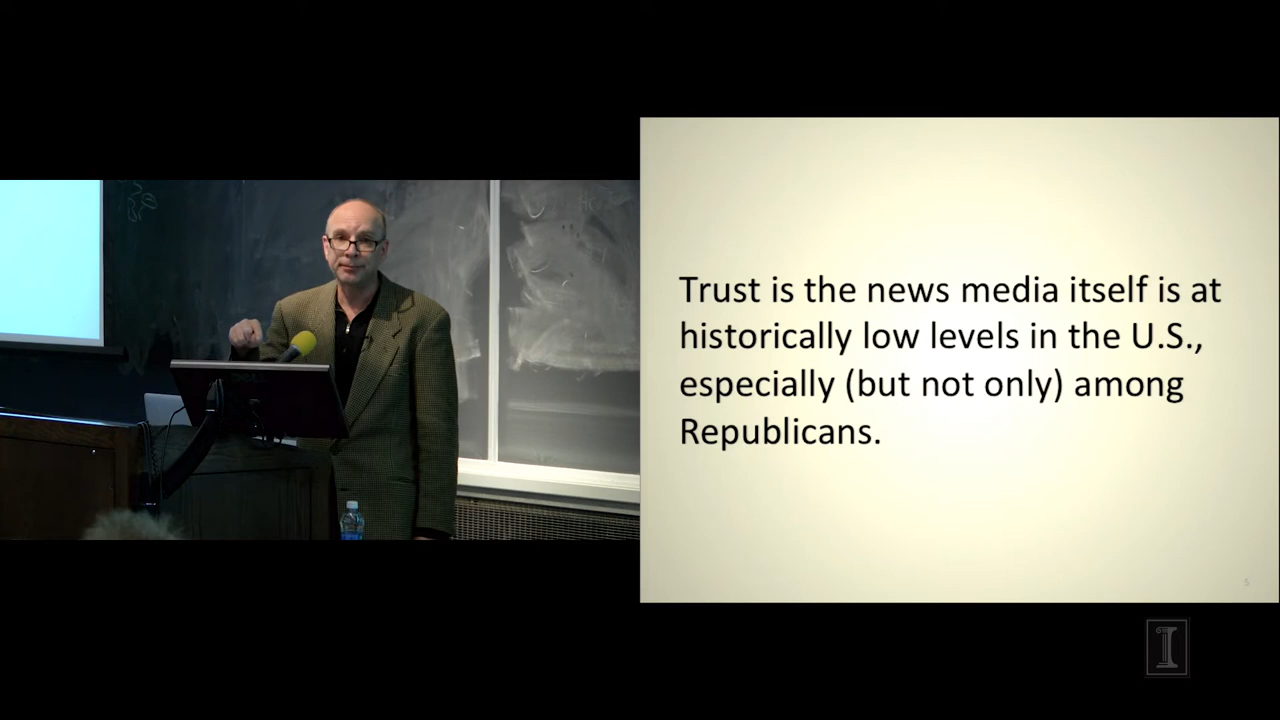 Trust is the news media itself is at
historically low levels in the U.S.,
especially (but not only) among
Republicans.
5
I